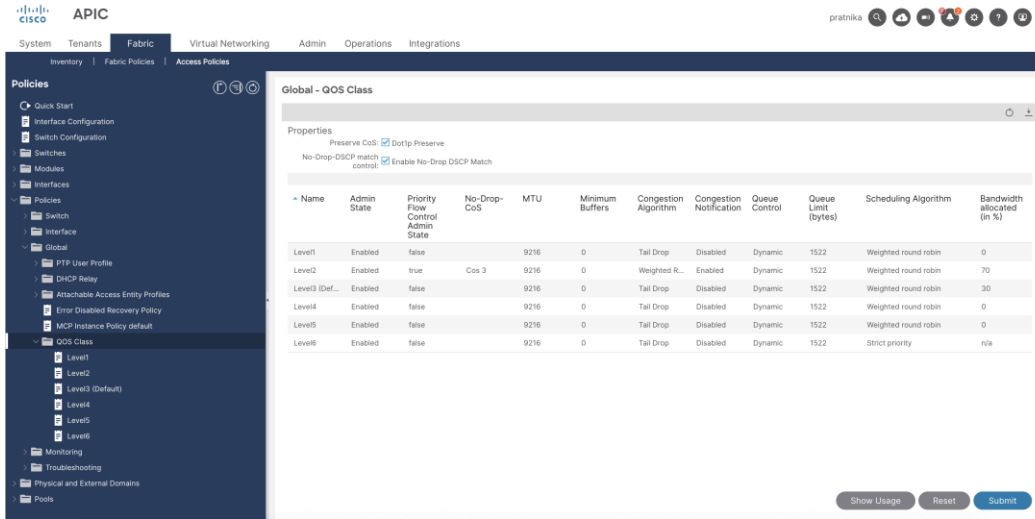 CISCO
APIC
pratnika
System Tenants Fabric Virtual Networking Admin Operations Integrations
Inventory | Fabric Policies | Access Policies
Policies
Quick Start
Interface Configuration
Switch Configuration
Switches
Modules
Interfaces
Policies
Switch
Interface
Global
PTP User Profile
DHCP Relay
Attachable Access Entity Profiles
Error Disabled Recovery Policy
MCP Instance Policy default
QOS Class
Level1
Level2
Level3 (Default)
Level4
Level5
Level6
Monitoring
Troubleshooting
Physical and External Domains
Pools
Global - QOS Class
Properties
Preserve CoS: Dot1p Preserve
No-Drop-DSCP match
control: Enable No-Drop DSCP Match
Name Admin State Priority Flow Control Admin State No-Drop-CoS MTU Minimum Buffers Congestion Algorithm Congestion Notification Queue Control Queue Limit (bytes) Scheduling Algorithm Bandwidth allocated (in %)
Level1 Enabled false 9216 0 Tail Drop Disabled Dynamic 1522 Weighted round robin 0
Level2 Enabled true Cos 3 9216 0 Weighted R... Enabled Dynamic 1522 Weighted round robin 70
Level3 (Def... Enabled false 9216 0 Tail Drop Disabled Dynamic 1522 Weighted round robin 30
Level4 Enabled false 9216 0 Tail Drop Disabled Dynamic 1522 Weighted round robin 0
Level5 Enabled false 9216 0 Tail Drop Disabled Dynamic 1522 Weighted round robin 0
Level6 Enabled false 9216 0 Tail Drop Disabled Dynamic 1522 Strict priority n/a
Show Usage Reset Submit